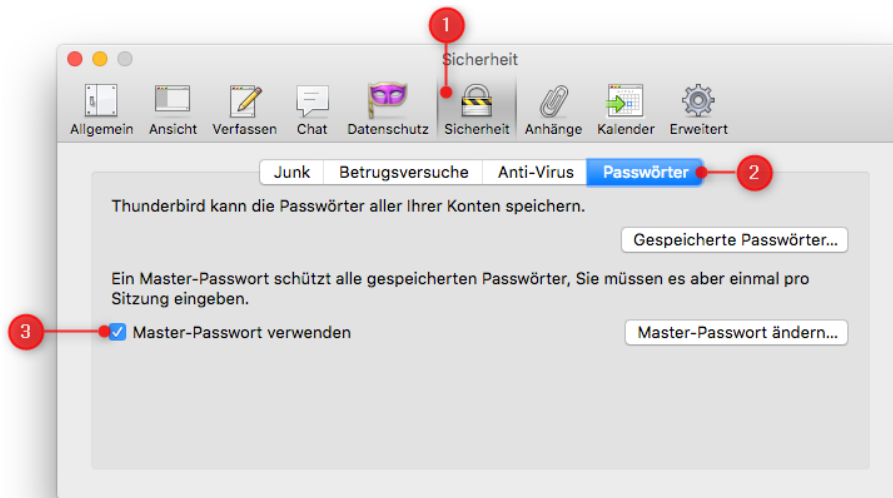 1
Sicherheit
Allgemein Ansicht Verfassen Chat Datenschutz Sicherheit Anhänge Kalender Erweitert
Junk Betrugsversuche Anti-Virus Passwörter 2
Thunderbird kann die Passwörter aller Ihrer Konten speichern.
Gespeicherte Passwörter...
Ein Master-Passwort schützt alle gespeicherten Passwörter, Sie müssen es aber einmal pro
Sitzung eingeben.
3 Master-Passwort verwenden Master-Passwort ändern...